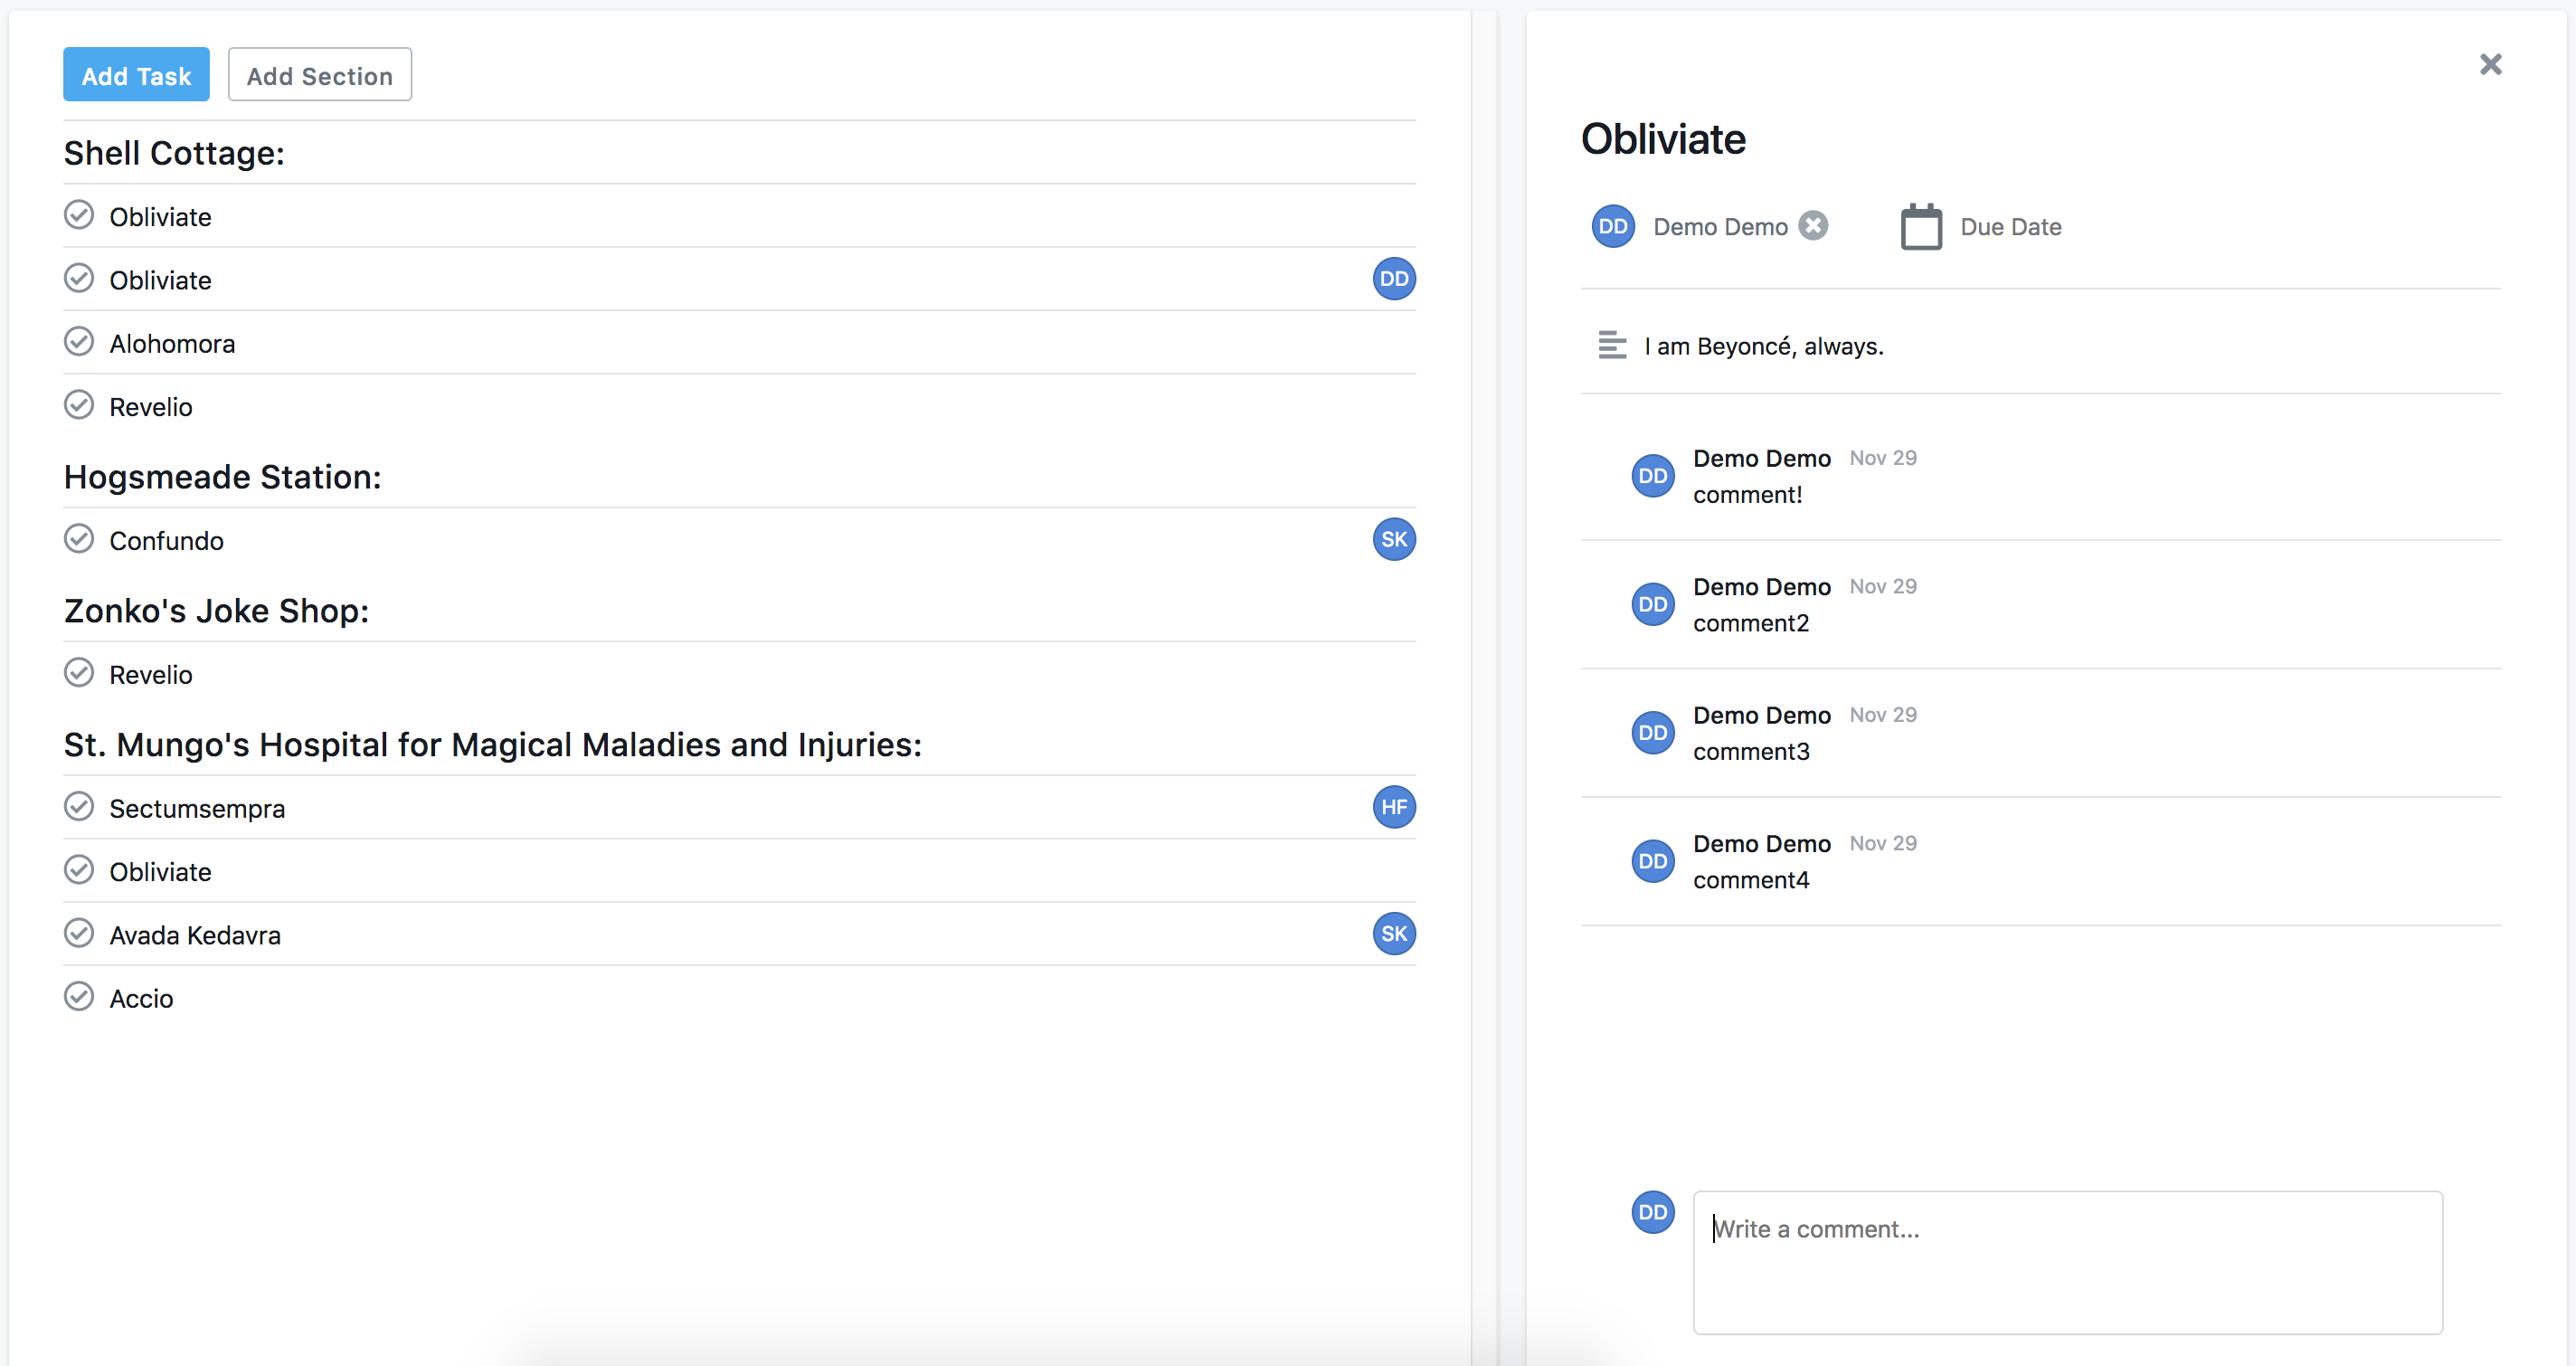 Add Task Add Section
Shell Cottage:
Obliviate
Obliviate DD
Alohomora
Revelio
Hogsmeade Station:
Confundo SK
Zonko's Joke Shop:
Revelio
St. Mungo's Hospital for Magical Maladies and Injuries:
Sectumsempra HF
Obliviate
Avada Kedavra SK
Accio
Obliviate
DD Demo Demo Due Date
I am Beyoncé, always.
DD Demo Demo Nov 29
comment!
DD Demo Demo Nov 29
comment2
DD Demo Demo Nov 29
comment3
DD Demo Demo Nov 29
comment4
DD Write a comment...